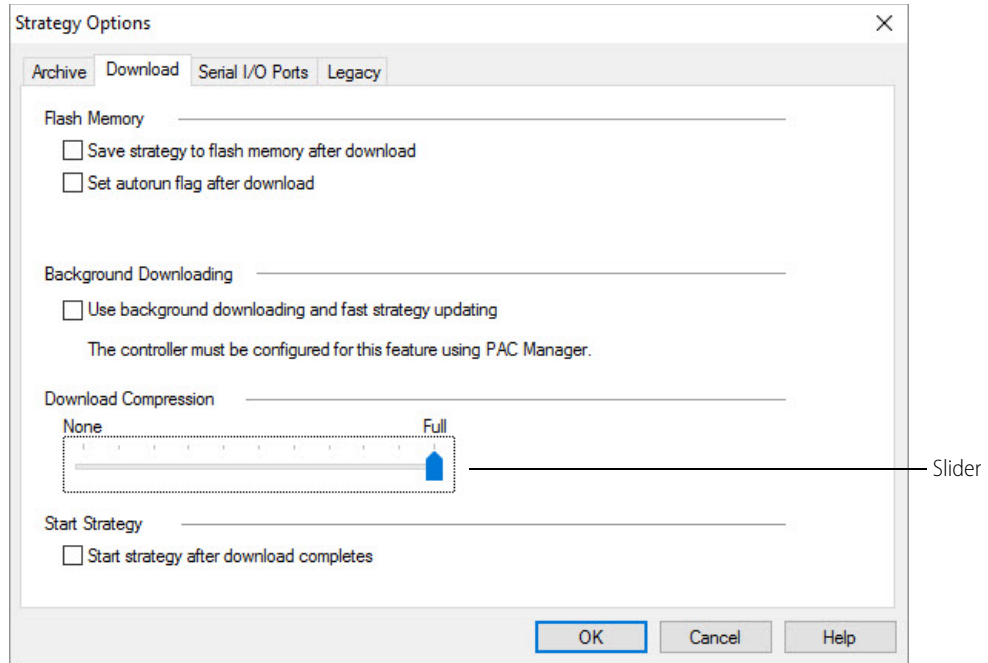 Strategy Options
Archive Download Serial I/O Ports Legacy
Flash Memory
Save strategy to flash memory after download
Set autorun flag after download
Background Downloading
Use background downloading and fast strategy updating
The controller must be configured for this feature using PAC Manager.
Download Compression
None Full
Slider
Start Strategy
Start strategy after download completes
OK Cancel Help